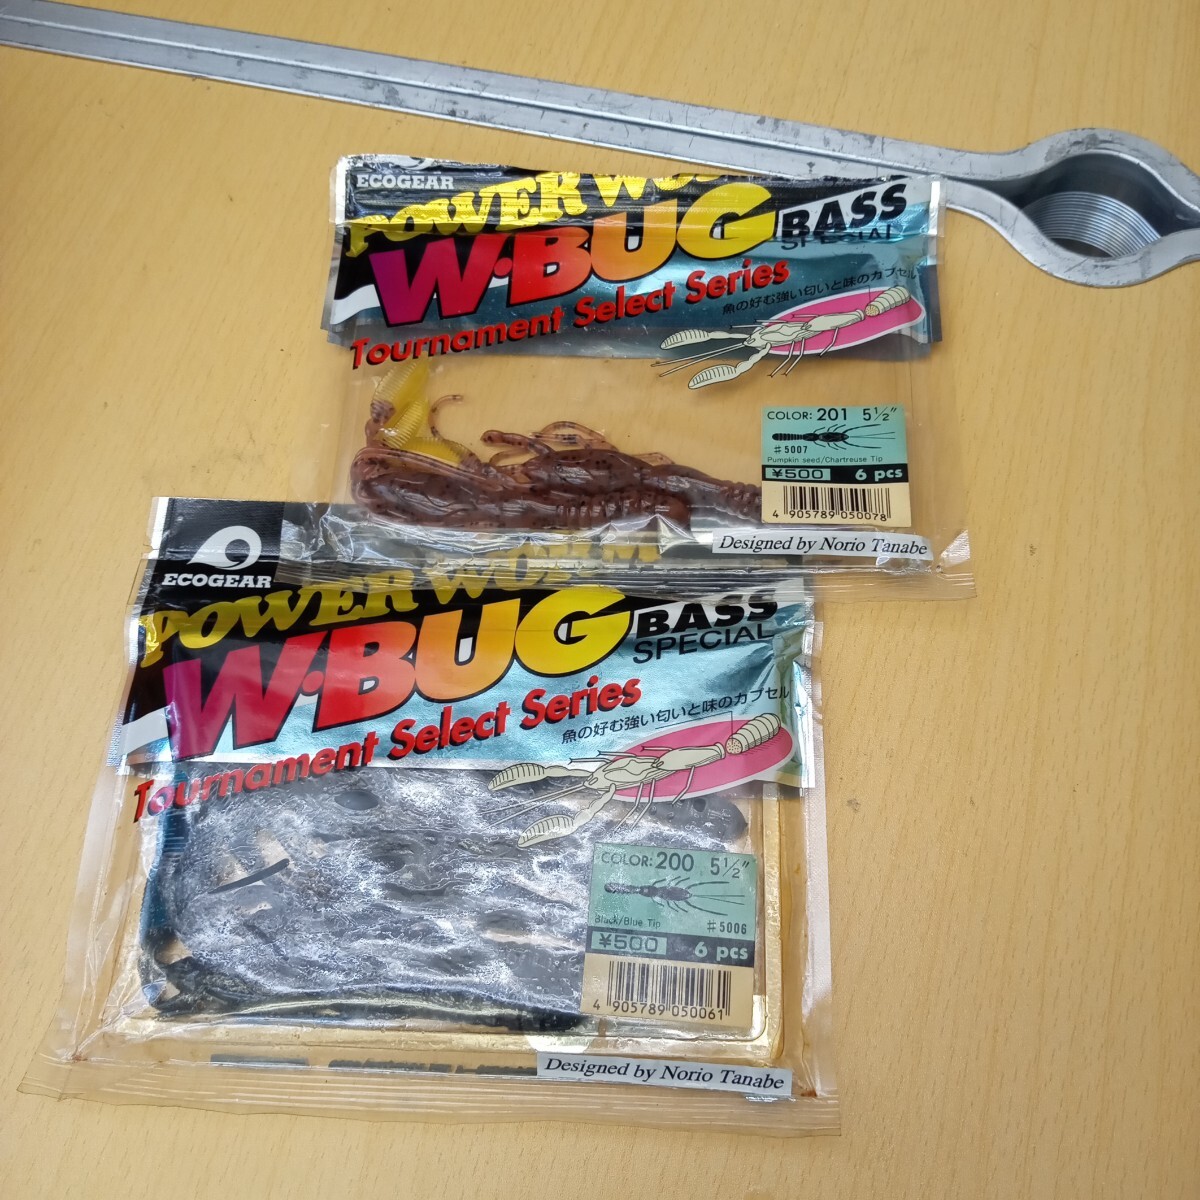 ECOGEAR
POWER WORM
W·BUG BASS
SPECIAL
Tournament Select Series
魚の好む強い匂いと味のカプセル
COLOR: 201 5½"
#5007
Pumpkin seed/Chartreuse Tip
¥500 6 pcs
4 905789 050078
Designed by Norio Tanabe
ECOGEAR
POWER WORM
W·BUG BASS
SPECIAL
Tournament Select Series
魚の好む強い匂いと味のカプセル
COLOR: 200 5½"
Black/Blue Tip #5006
¥500 6 pcs
4 905789 050061
Designed by Norio Tanabe